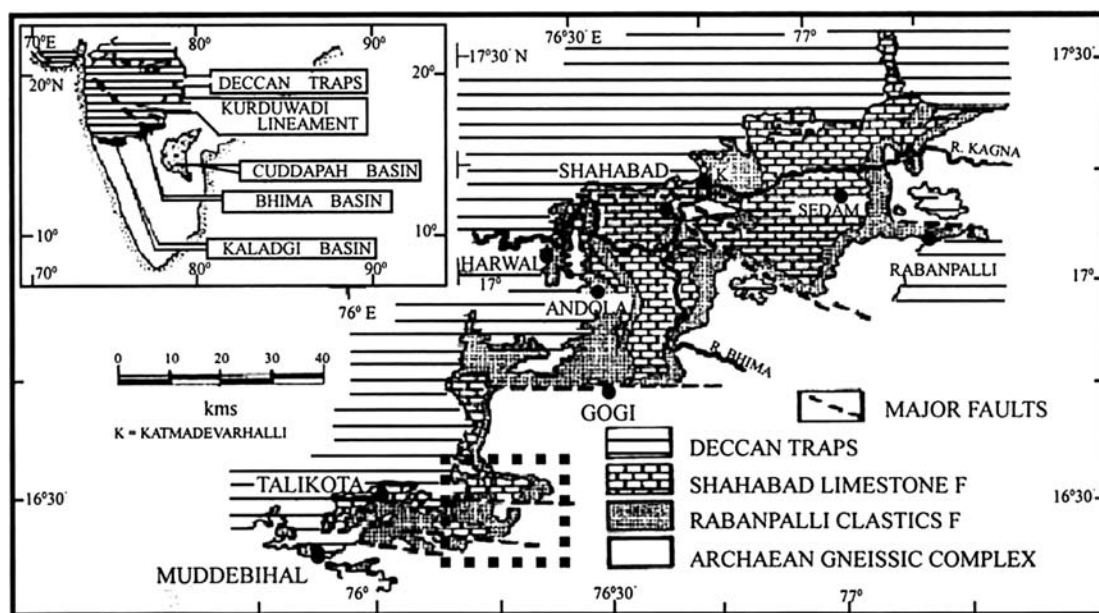 70°E
80°
90°
20°N
20°
DECCAN TRAPS
KURDUWADI
LINEAMENT
CUDDAPAH BASIN
BHIMA BASIN
KALADGI BASIN
10°
10°
70°
80°
90°
76°30' E
77°
17°30' N
17°30'
R. KAGNA
SHAHABAD
K
SEDAM
HARWAL
RABANPALLI
17°
17°
ANDOLA
76° E
R. BHIMA
0 10 20 30 40
kms
K = KATMADEVARHALLI
GOGI
MAJOR FAULTS
DECCAN TRAPS
SHAHABAD LIMESTONE F
RABANPALLI CLASTICS F
ARCHAEAN GNEISSIC COMPLEX
TALIKOTA
16°30'
16°30'
MUDDEBIHAL
76°
76°30'
77°